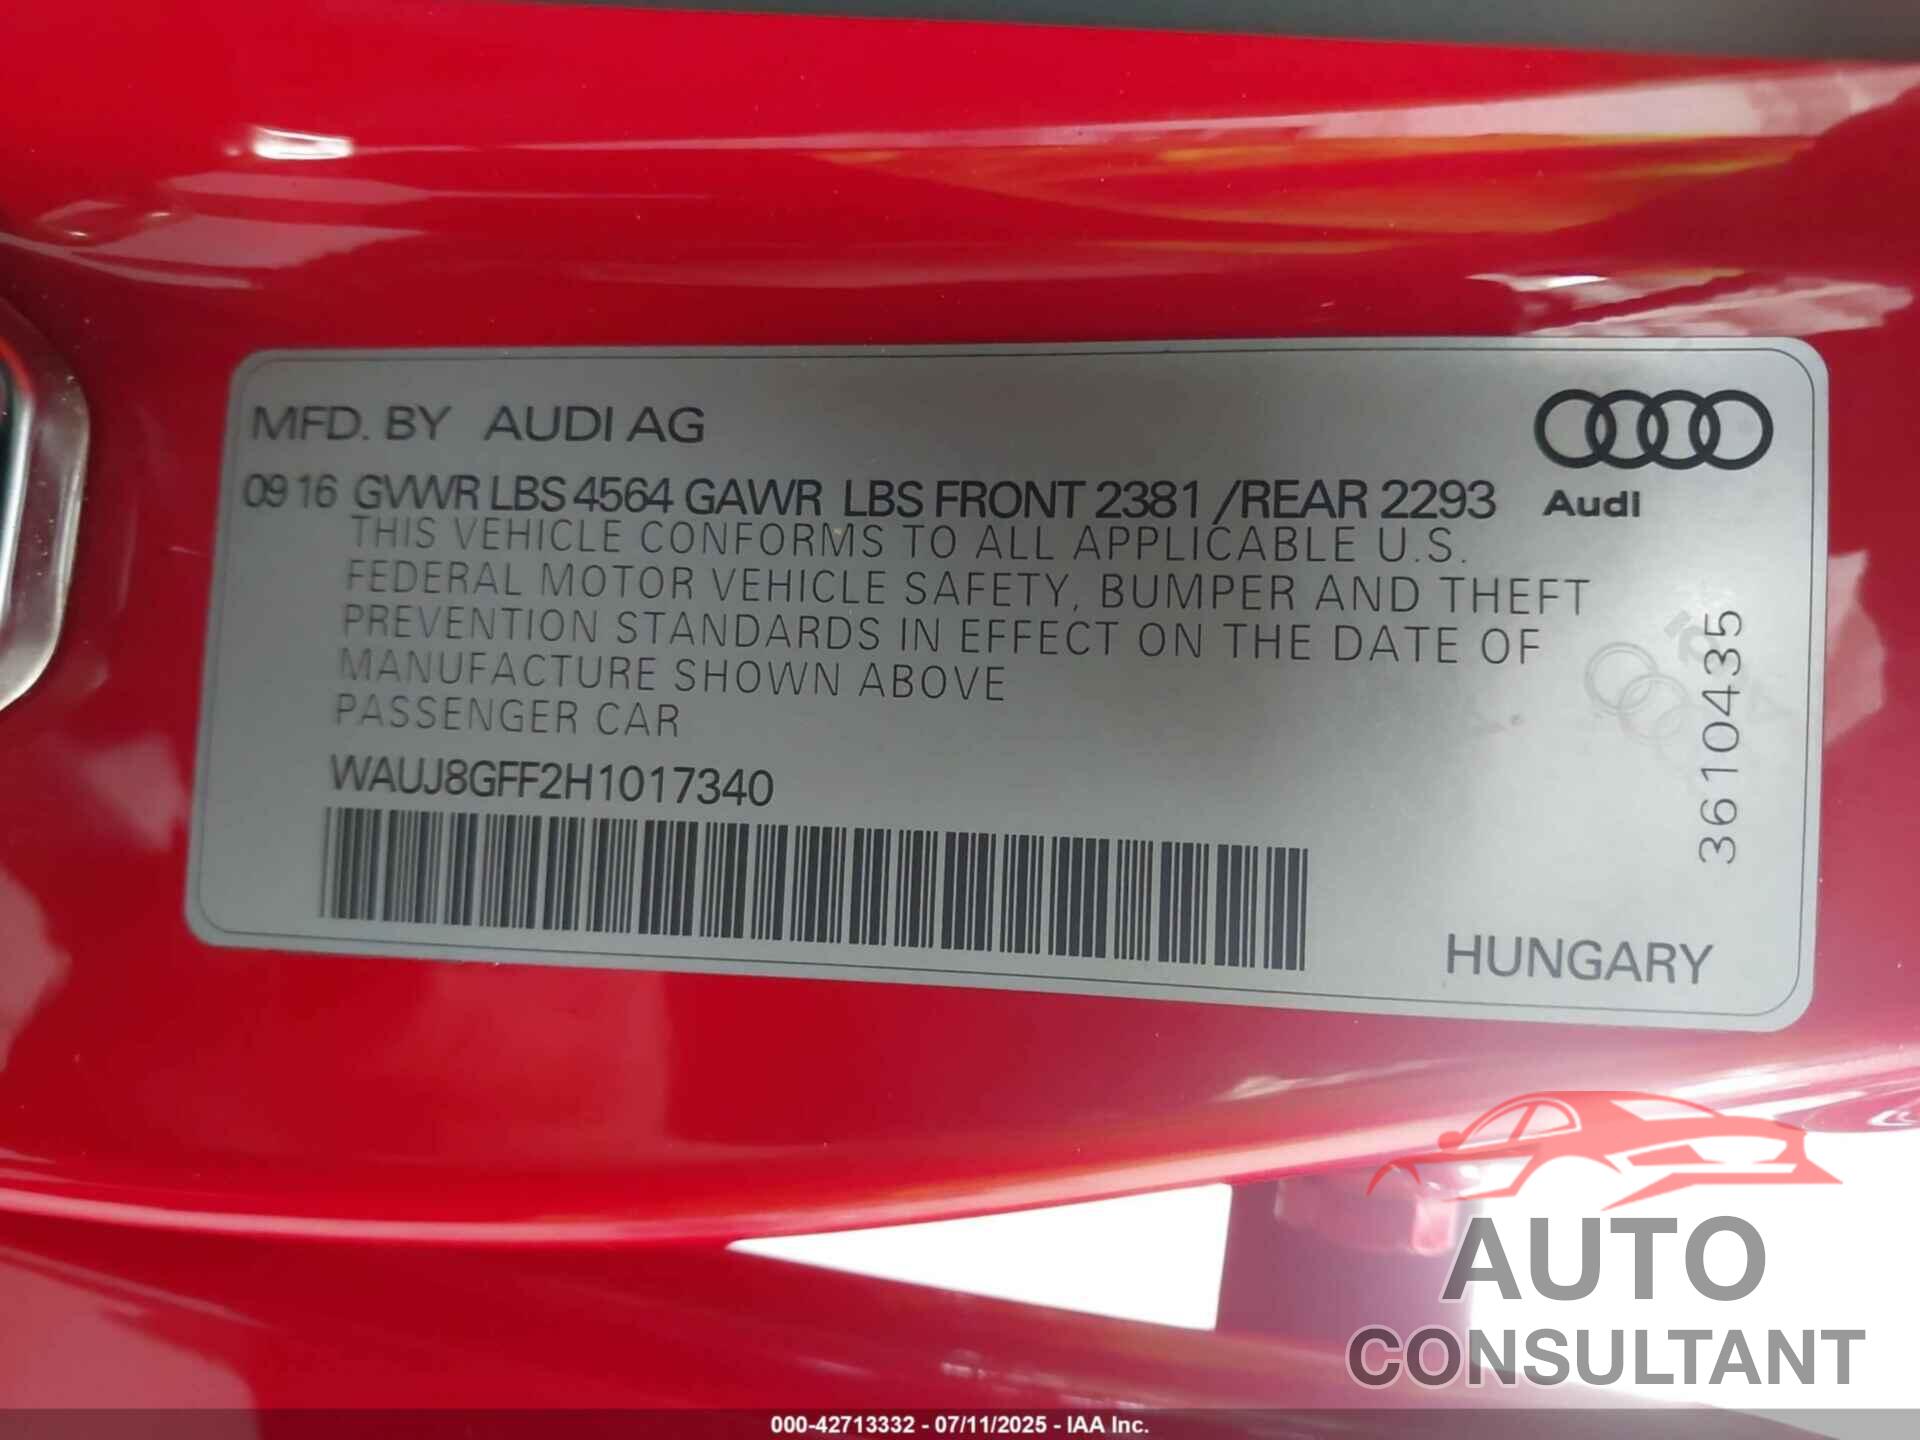 MFD. BY AUDI AG
09 16 GVWR LBS 4564 GAWR LBS FRONT 2381 /REAR 2293
Audi
THIS VEHICLE CONFORMS TO ALL APPLICABLE U.S.
FEDERAL MOTOR VEHICLE SAFETY, BUMPER AND THEFT
PREVENTION STANDARDS IN EFFECT ON THE DATE OF
MANUFACTURE SHOWN ABOVE
PASSENGER CAR
WAUJ8GFF2H1017340
3610435
HUNGARY
AUTO
CONSULTANT
000-42713332 - 07/11/2025 - IAA Inc.